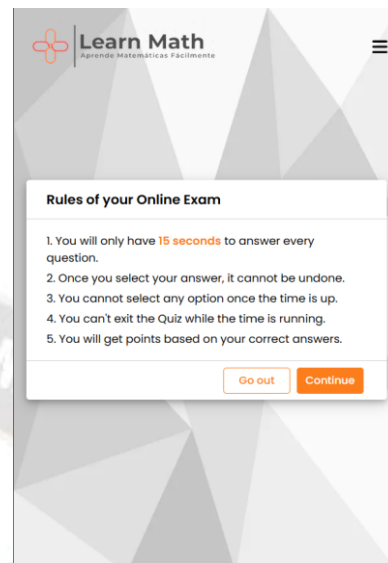 Learn Math
Aprende Matemáticas Fácilmente
Rules of your Online Exam
1. You will only have 15 seconds to answer every
question.
2. Once you select your answer, it cannot be undone.
3. You cannot select any option once the time is up.
4. You can't exit the Quiz while the time is running.
5. You will get points based on your correct answers.
Go out Continue